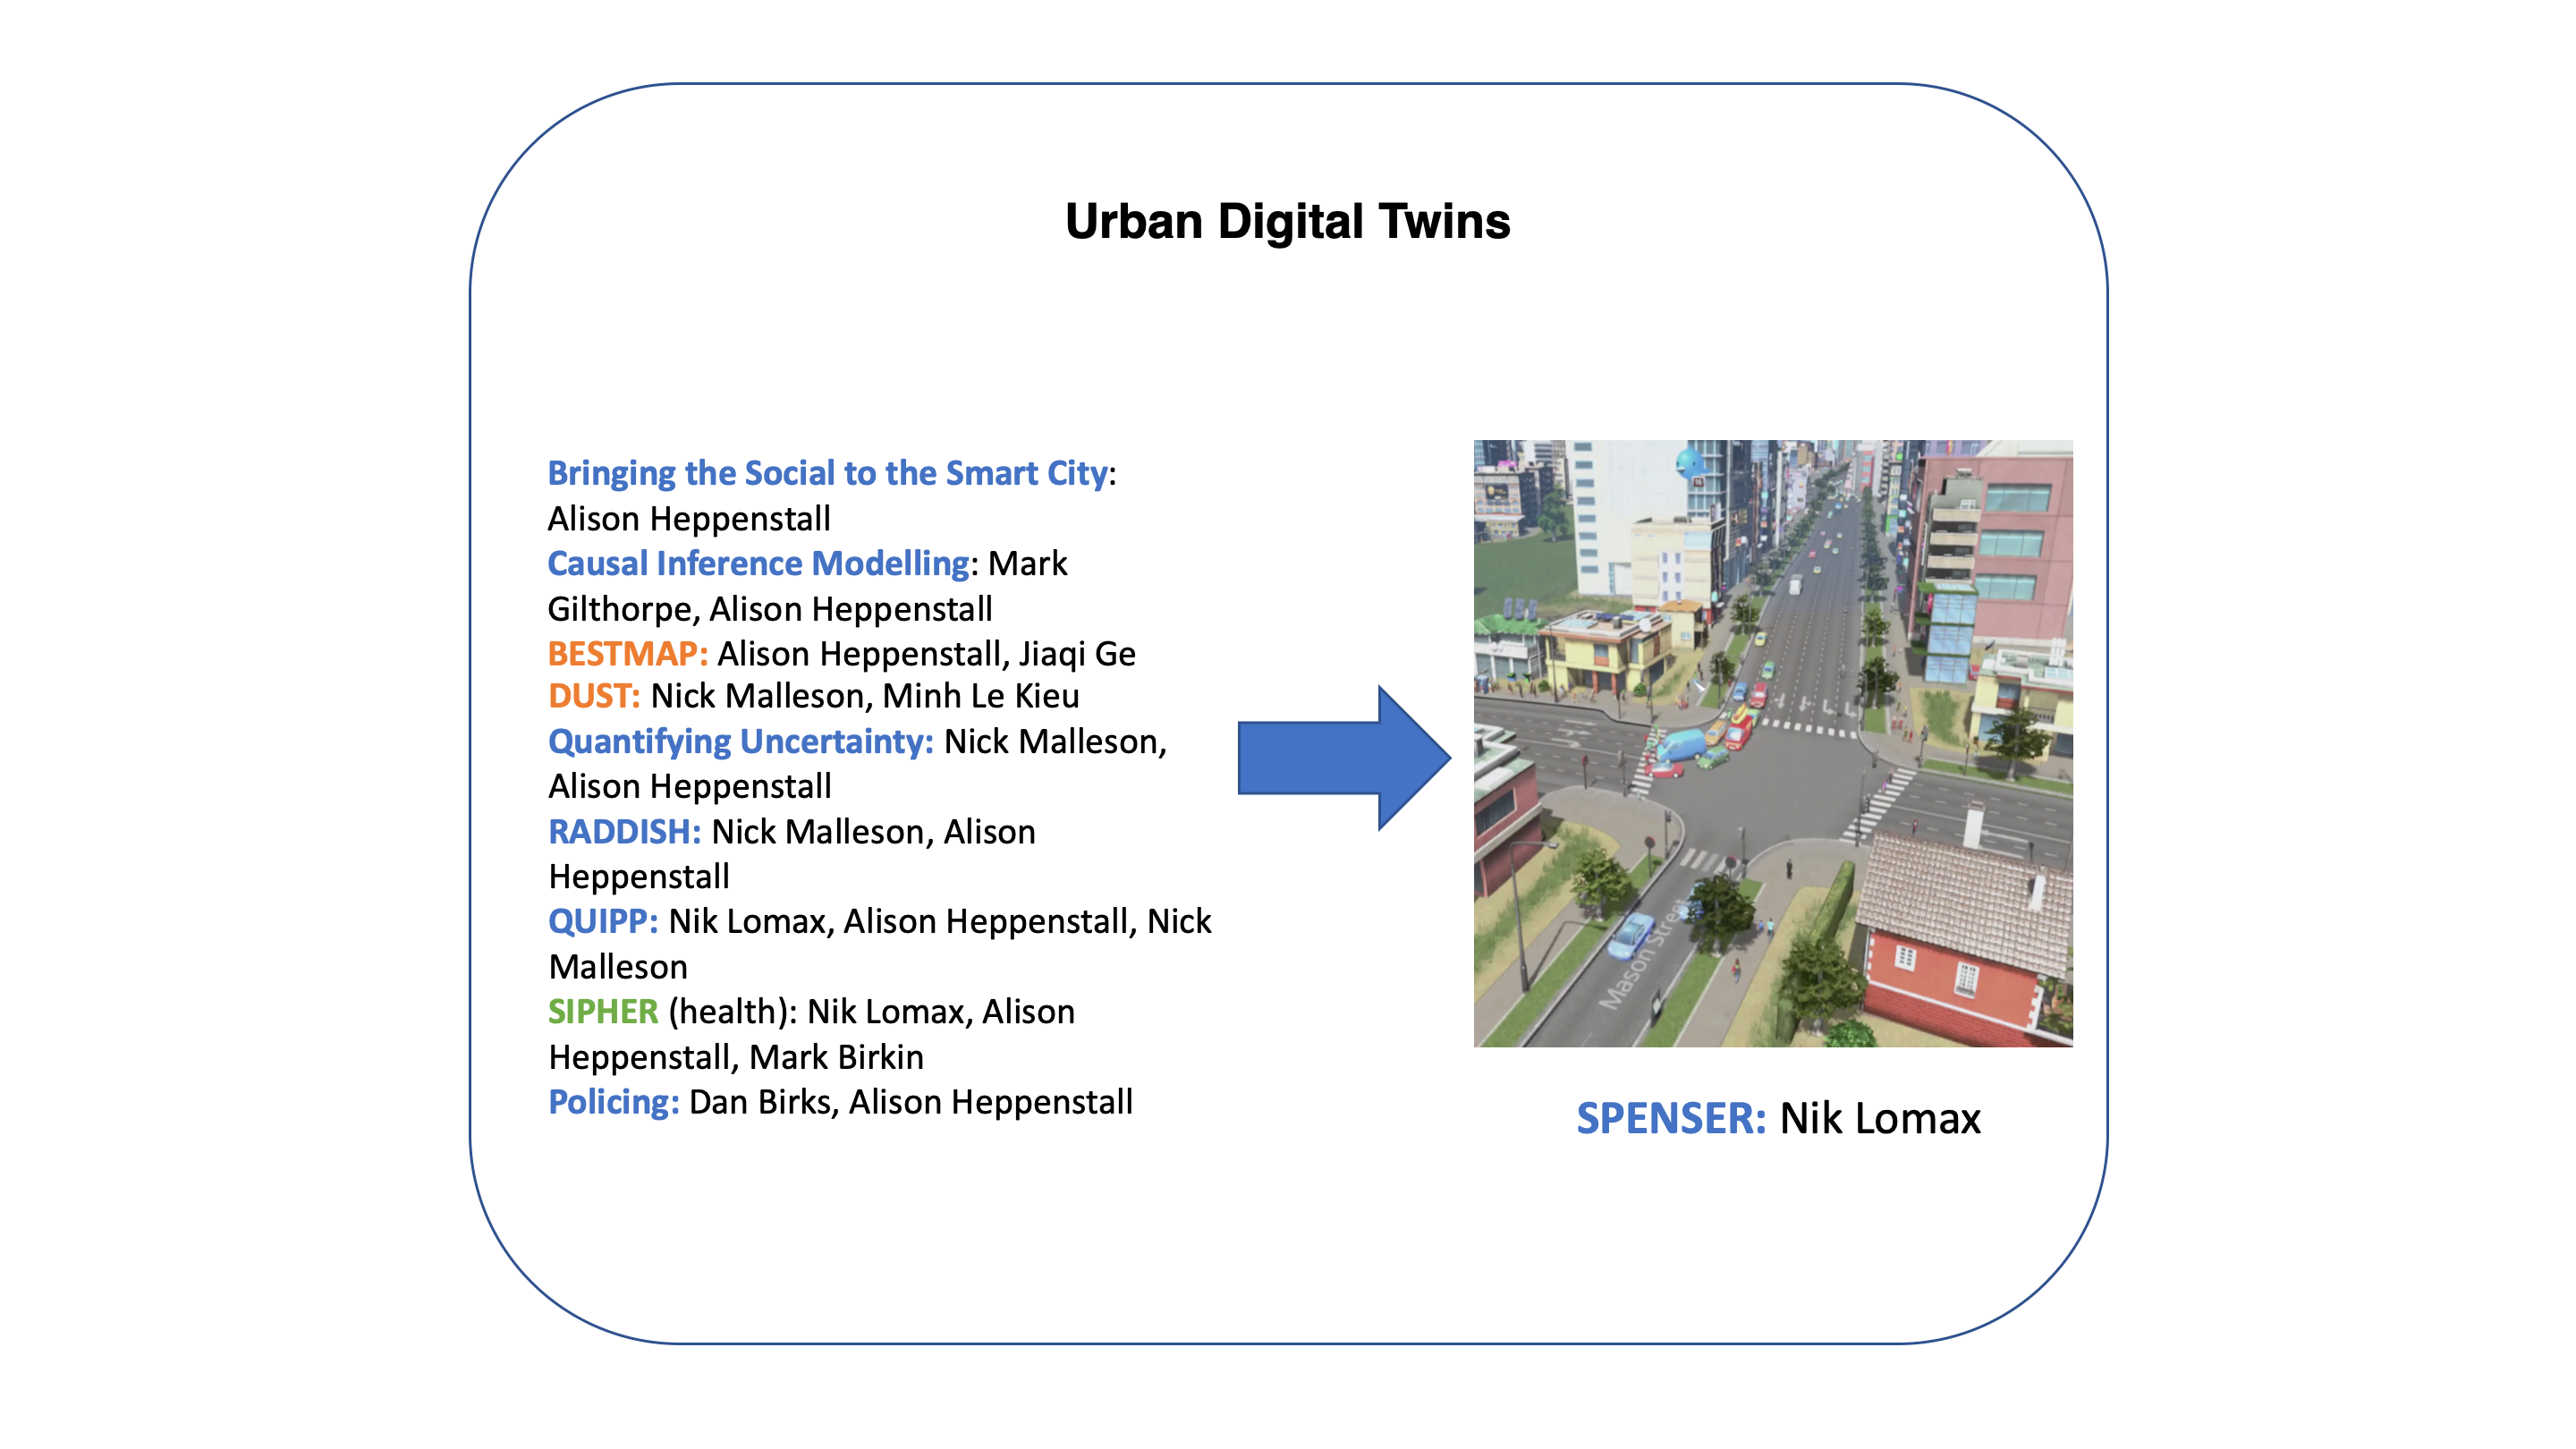 Urban Digital Twins
Bringing the Social to the Smart City:
Alison Heppenstall
Causal Inference Modelling: Mark
Gilthorpe, Alison Heppenstall
BESTMAP: Alison Heppenstall, Jiaqi Ge
DUST: Nick Malleson, Minh Le Kieu
Quantifying Uncertainty: Nick Malleson,
Alison Heppenstall
RADDISH: Nick Malleson, Alison
Heppenstall
QUIPP: Nik Lomax, Alison Heppenstall, Nick
Malleson
SIPHER (health): Nik Lomax, Alison
Heppenstall, Mark Birkin
Policing: Dan Birks, Alison Heppenstall
Mason Street
SPENSER: Nik Lomax